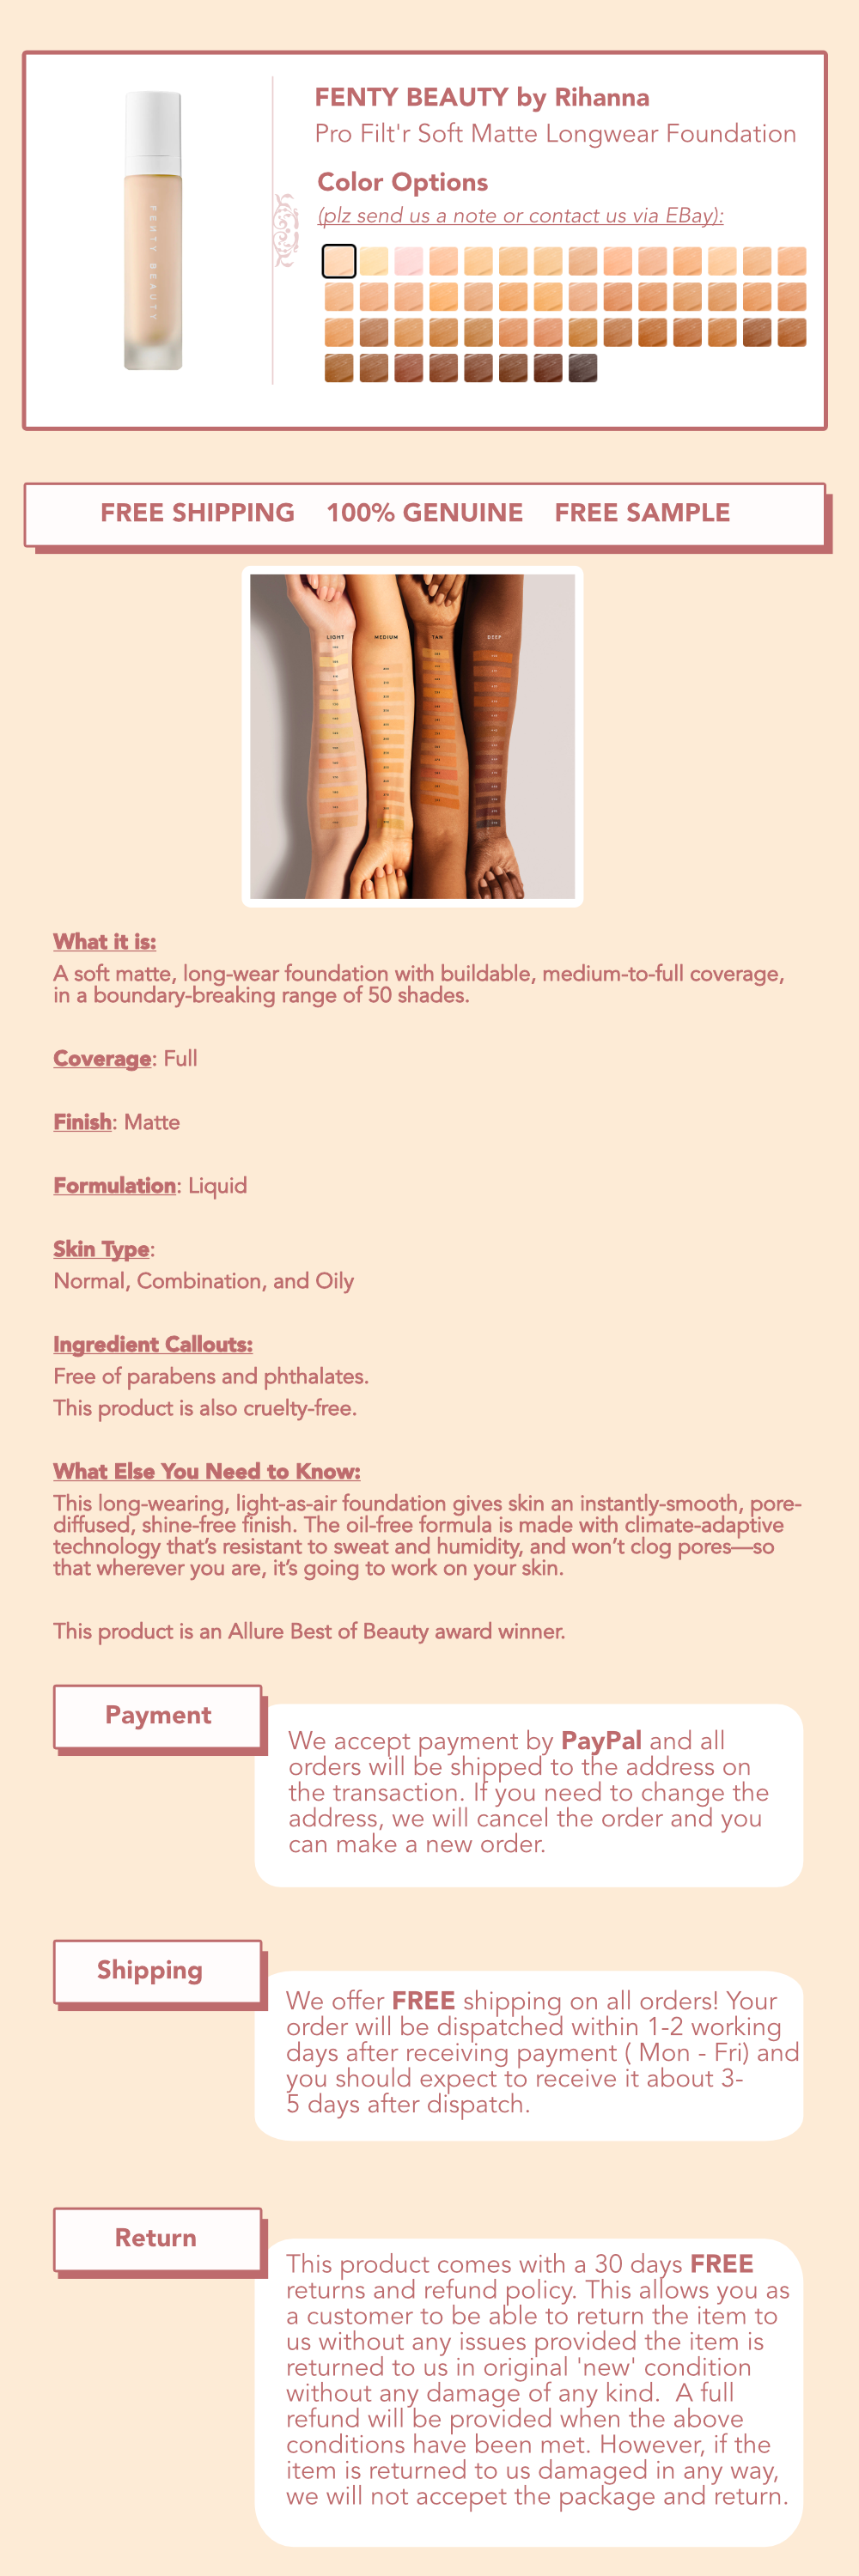 FENTY BEAUTY
FENTY BEAUTY by Rihanna
Pro Filt'r Soft Matte Longwear Foundation
Color Options
(plz send us a note or contact us via EBay):
FREE SHIPPING 100% GENUINE FREE SAMPLE
LIGHT MEDIUM TAN DEEP
What it is:
A soft matte, long-wear foundation with buildable, medium-to-full coverage,
in a boundary-breaking range of 50 shades.
Coverage: Full
Finish: Matte
Formulation: Liquid
Skin Type:
Normal, Combination, and Oily
Ingredient Callouts:
Free of parabens and phthalates.
This product is also cruelty-free.
What Else You Need to Know:
This long-wearing, light-as-air foundation gives skin an instantly-smooth, pore-
diffused, shine-free finish. The oil-free formula is made with climate-adaptive
technology that’s resistant to sweat and humidity, and won’t clog pores—so
that wherever you are, it’s going to work on your skin.
This product is an Allure Best of Beauty award winner.
Payment
We accept payment by PayPal and all
orders will be shipped to the address on
the transaction. If you need to change the
address, we will cancel the order and you
can make a new order.
Shipping
We offer FREE shipping on all orders! Your
order will be dispatched within 1-2 working
days after receiving payment ( Mon - Fri) and
you should expect to receive it about 3-
5 days after dispatch.
Return
This product comes with a 30 days FREE
returns and refund policy. This allows you as
a customer to be able to return the item to
us without any issues provided the item is
returned to us in original 'new' condition
without any damage of any kind.  A full
refund will be provided when the above
conditions have been met. However, if the
item is returned to us damaged in any way,
we will not accepet the package and return.